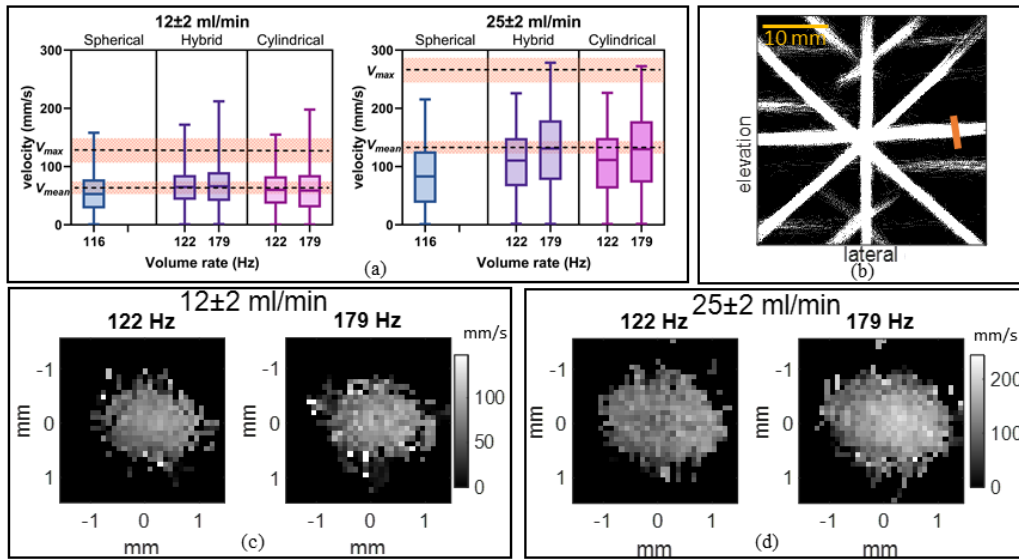 12±2 ml/min
Spherical Hybrid Cylindrical
300
200
100
0
velocity (mm/s)
Vmax
Vmean
116 122 179 122 179
Volume rate (Hz)
25±2 ml/min
Spherical Hybrid Cylindrical
300
200
100
0
velocity (mm/s)
Vmax
Vmean
116 122 179 122 179
Volume rate (Hz)
(a)
10 mm
elevation
lateral
(b)
12±2 ml/min
122 Hz 179 Hz
mm/s
-1
0
1
mm
-1 0 1
mm
-1
0
1
mm
-1 0 1
mm
100
50
0
(c)
25±2 ml/min
122 Hz 179 Hz
mm/s
-1
0
1
mm
-1 0 1
mm
-1
0
1
mm
-1 0 1
mm
200
100
0
(d)